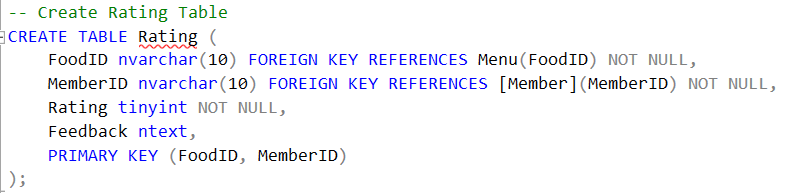 -- Create Rating Table
CREATE TABLE Rating (
    FoodID nvarchar(10) FOREIGN KEY REFERENCES Menu(FoodID) NOT NULL,
    MemberID nvarchar(10) FOREIGN KEY REFERENCES [Member](MemberID) NOT NULL,
    Rating tinyint NOT NULL,
    Feedback ntext,
    PRIMARY KEY (FoodID, MemberID)
);